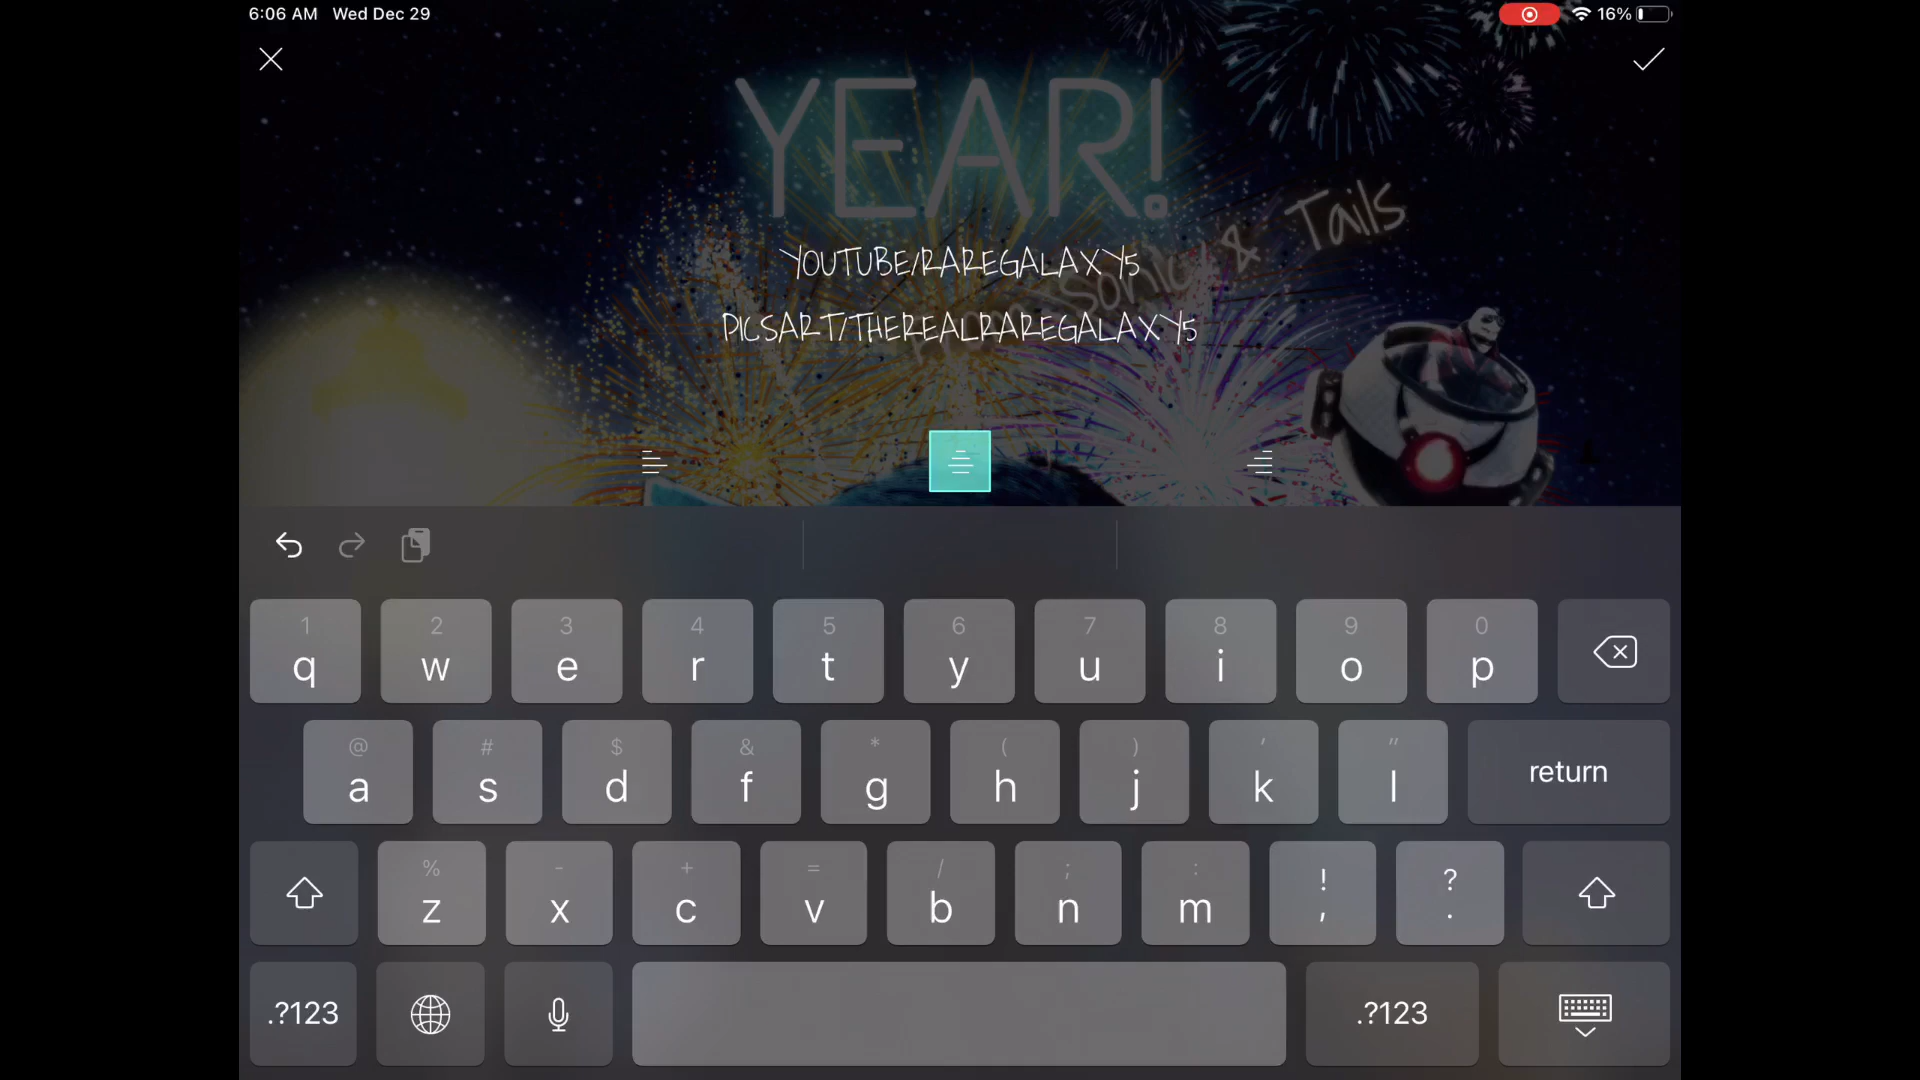 6:06 AM Wed Dec 29 16%
YEAR!
& Tails
Sonic
YOUTUBE/RAREGALAXY5
PICSART/THEREALRAREGALAXY5
1 2 3 4 5 6 7 8 9 0
q w e r t y u i o p
@ # $ & * ( ) ' "
a s d f g h j k l return
% - + = / ; : ! ?
z x c v b n m , .
.?123 .?123